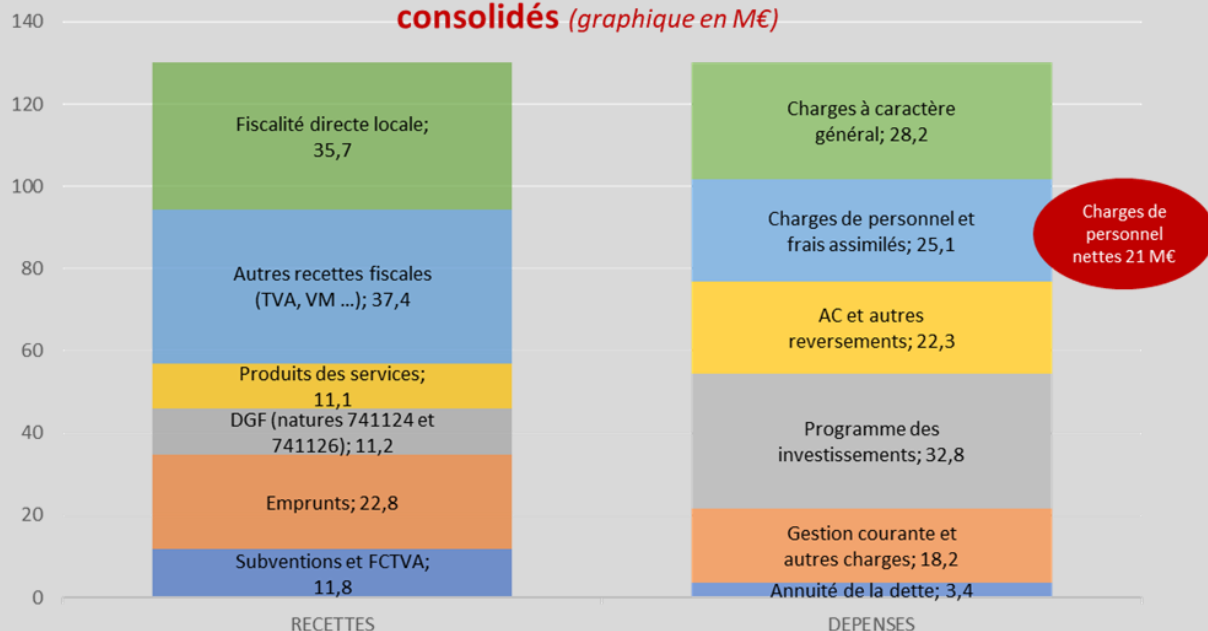 consolidés (graphique en M€)
140
120
100
80
60
40
20
0
Fiscalité directe locale;
35,7
Autres recettes fiscales
(TVA, VM ...); 37,4
Produits des services;
11,1
DGF (natures 741124 et
741126); 11,2
Emprunts; 22,8
Subventions et FCTVA;
11,8
RECETTES
Charges à caractère
général; 28,2
Charges de personnel et
frais assimilés; 25,1
AC et autres
reversements; 22,3
Programme des
investissements; 32,8
Gestion courante et
autres charges; 18,2
Annuité de la dette; 3,4
DEPENSES
Charges de
personnel
nettes 21 M€